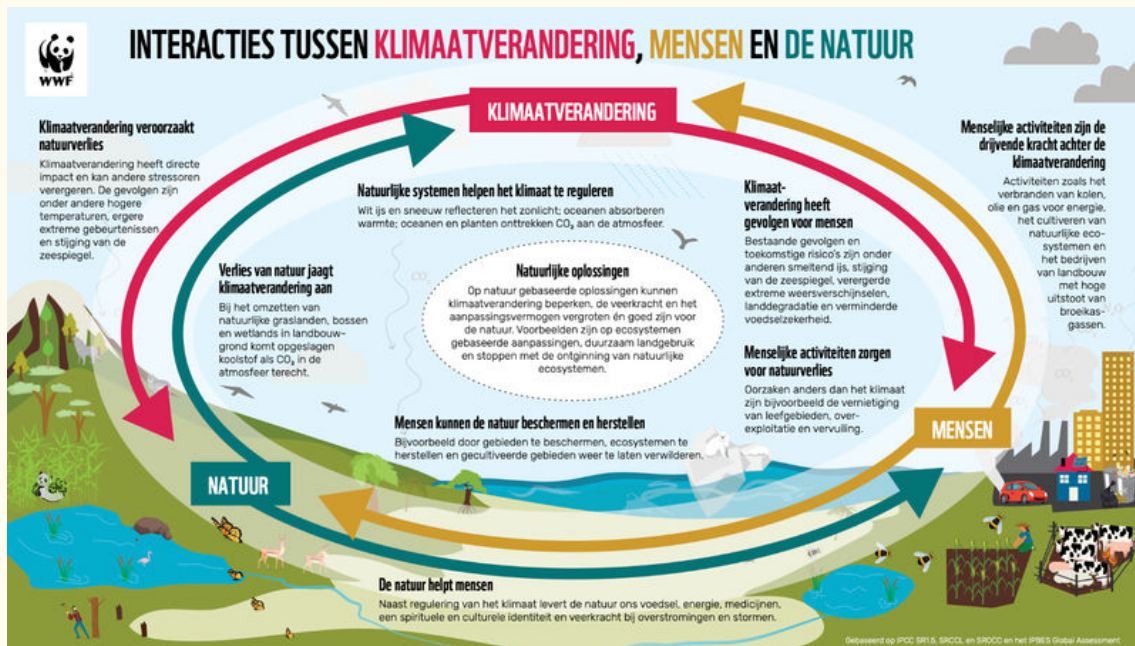 WWF
INTERACTIES TUSSEN KLIMAATVERANDERING, MENSEN EN DE NATUUR
KLIMAATVERANDERING
Klimaatverandering veroorzaakt
natuurverlies
Klimaatverandering heeft directe
impact en kan andere stressoren
verergeren. De gevolgen zijn
onder andere hogere
temperaturen, ergere
extreme gebeurtenissen
en stijging van de
zeespiegel.
Natuurlijke systemen helpen het klimaat te reguleren
Wit ijs en sneeuw reflecteren het zonlicht; oceanen absorberen
warmte; oceanen en planten onttrekken CO₂ aan de atmosfeer.
Klimaat-
verandering heeft
gevolgen voor mensen
Bestaande gevolgen en
toekomstige risico's zijn onder
anderen smeltend ijs, stijging
van de zeespiegel, verergerde
extreme weersverschijnselen,
landdegradatie en verminderde
voedselzekerheid.
Menselijke activiteiten zijn de
drijvende kracht achter de
klimaatverandering
Activiteiten zoals het
verbranden van kolen,
olie en gas voor energie,
het cultiveren van
natuurlijke eco-
systemen en
het bedrijven
van landbouw
met hoge
uitstoot van
broeikas-
gassen.
Verlies van natuur jaagt
klimaatverandering aan
Bij het omzetten van
natuurlijke graslanden, bossen
en wetlands in landbouw-
grond komt opgeslagen
koolstof als CO₂ in de
atmosfeer terecht.
Natuurlijke oplossingen
Op natuur gebaseerde oplossingen kunnen
klimaatverandering beperken, de veerkracht en het
aanpassingsvermogen vergroten én goed zijn voor
de natuur. Voorbeelden zijn op ecosystemen
gebaseerde aanpassingen, duurzaam landgebruik
en stoppen met de ontginning van natuurlijke
ecosystemen.
Menselijke activiteiten zorgen
voor natuurverlies
Oorzaken anders dan het klimaat
zijn bijvoorbeeld de vernietiging
van leefgebieden, over-
exploitatie en vervuiling.
Mensen kunnen de natuur beschermen en herstellen
Bijvoorbeeld door gebieden te beschermen, ecosystemen te
herstellen en gecultiveerde gebieden weer te laten verwilderen.
MENSEN
NATUUR
De natuur helpt mensen
Naast regulering van het klimaat levert de natuur ons voedsel, energie, medicijnen,
een spirituele en culturele identiteit en veerkracht bij overstromingen en stormen.
Gebaseerd op IPCC SR1.5, SRCCL en SROCC en het IPBES Global Assessment